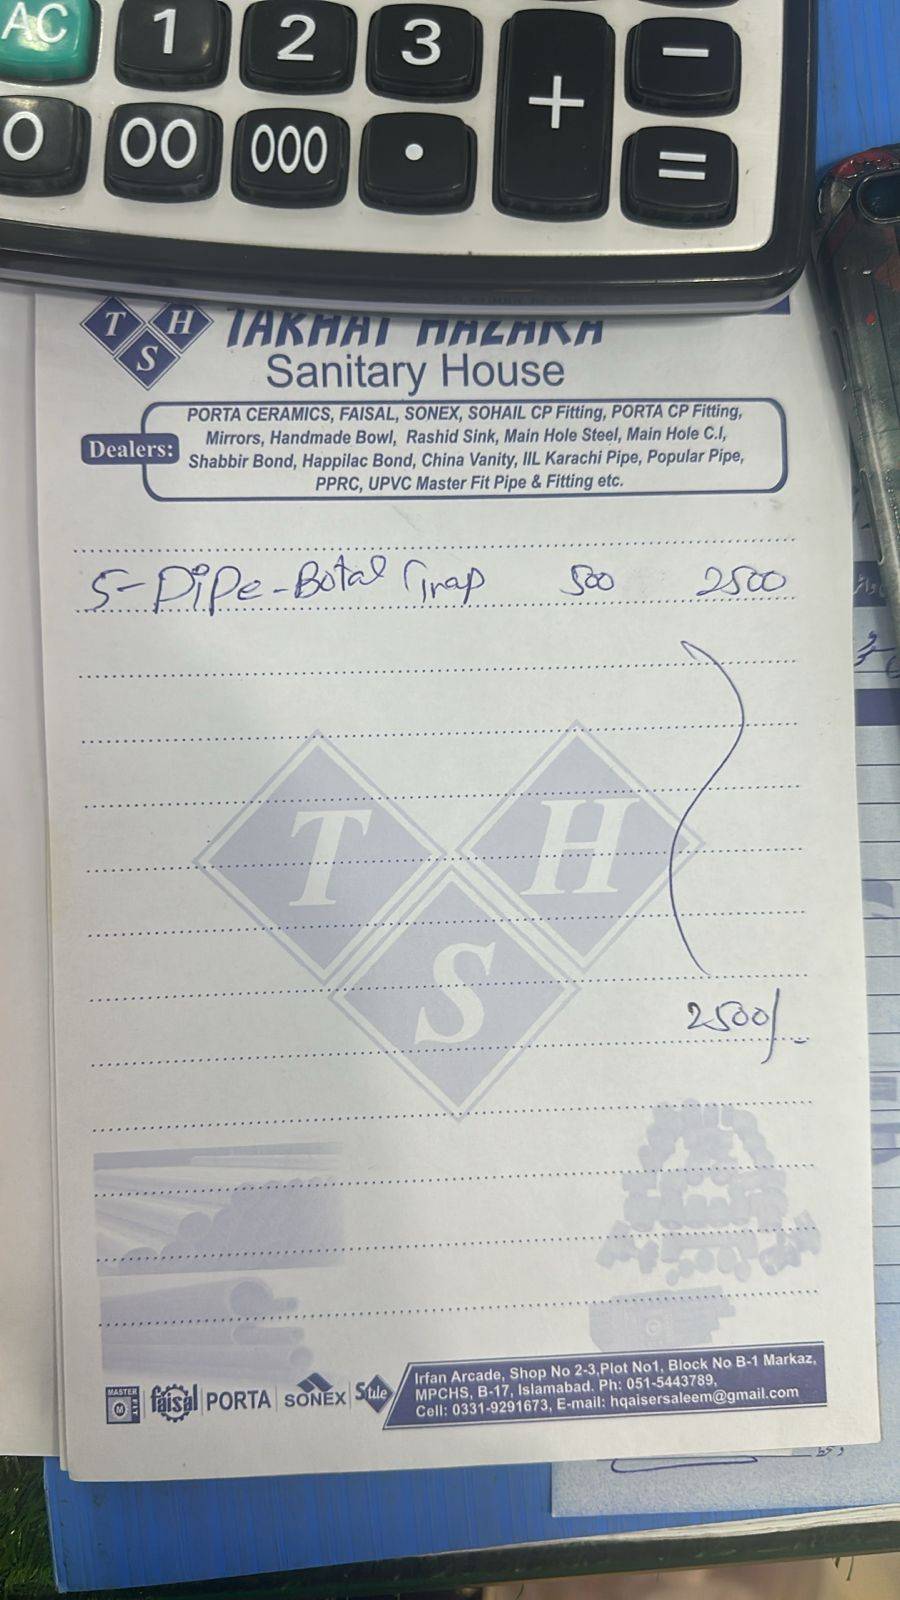 AC 1 2 3 + −
0 00 000 . =
T H S
TAKHAT HAZARA
Sanitary House
Dealers:
PORTA CERAMICS, FAISAL, SONEX, SOHAIL CP Fitting, PORTA CP Fitting,
Mirrors, Handmade Bowl, Rashid Sink, Main Hole Steel, Main Hole C.I,
Shabbir Bond, Happilac Bond, China Vanity, IIL Karachi Pipe, Popular Pipe,
PPRC, UPVC Master Fit Pipe & Fitting etc.
5- Pipe - Botal Trap 500 2500
T H
S
2500/-
MASTER faisal PORTA SONEX Stile
Irfan Arcade, Shop No 2-3,Plot No1, Block No B-1 Markaz,
MPCHS, B-17, Islamabad. Ph: 051-5443789,
Cell: 0331-9291673, E-mail: hqaisersaleem@gmail.com